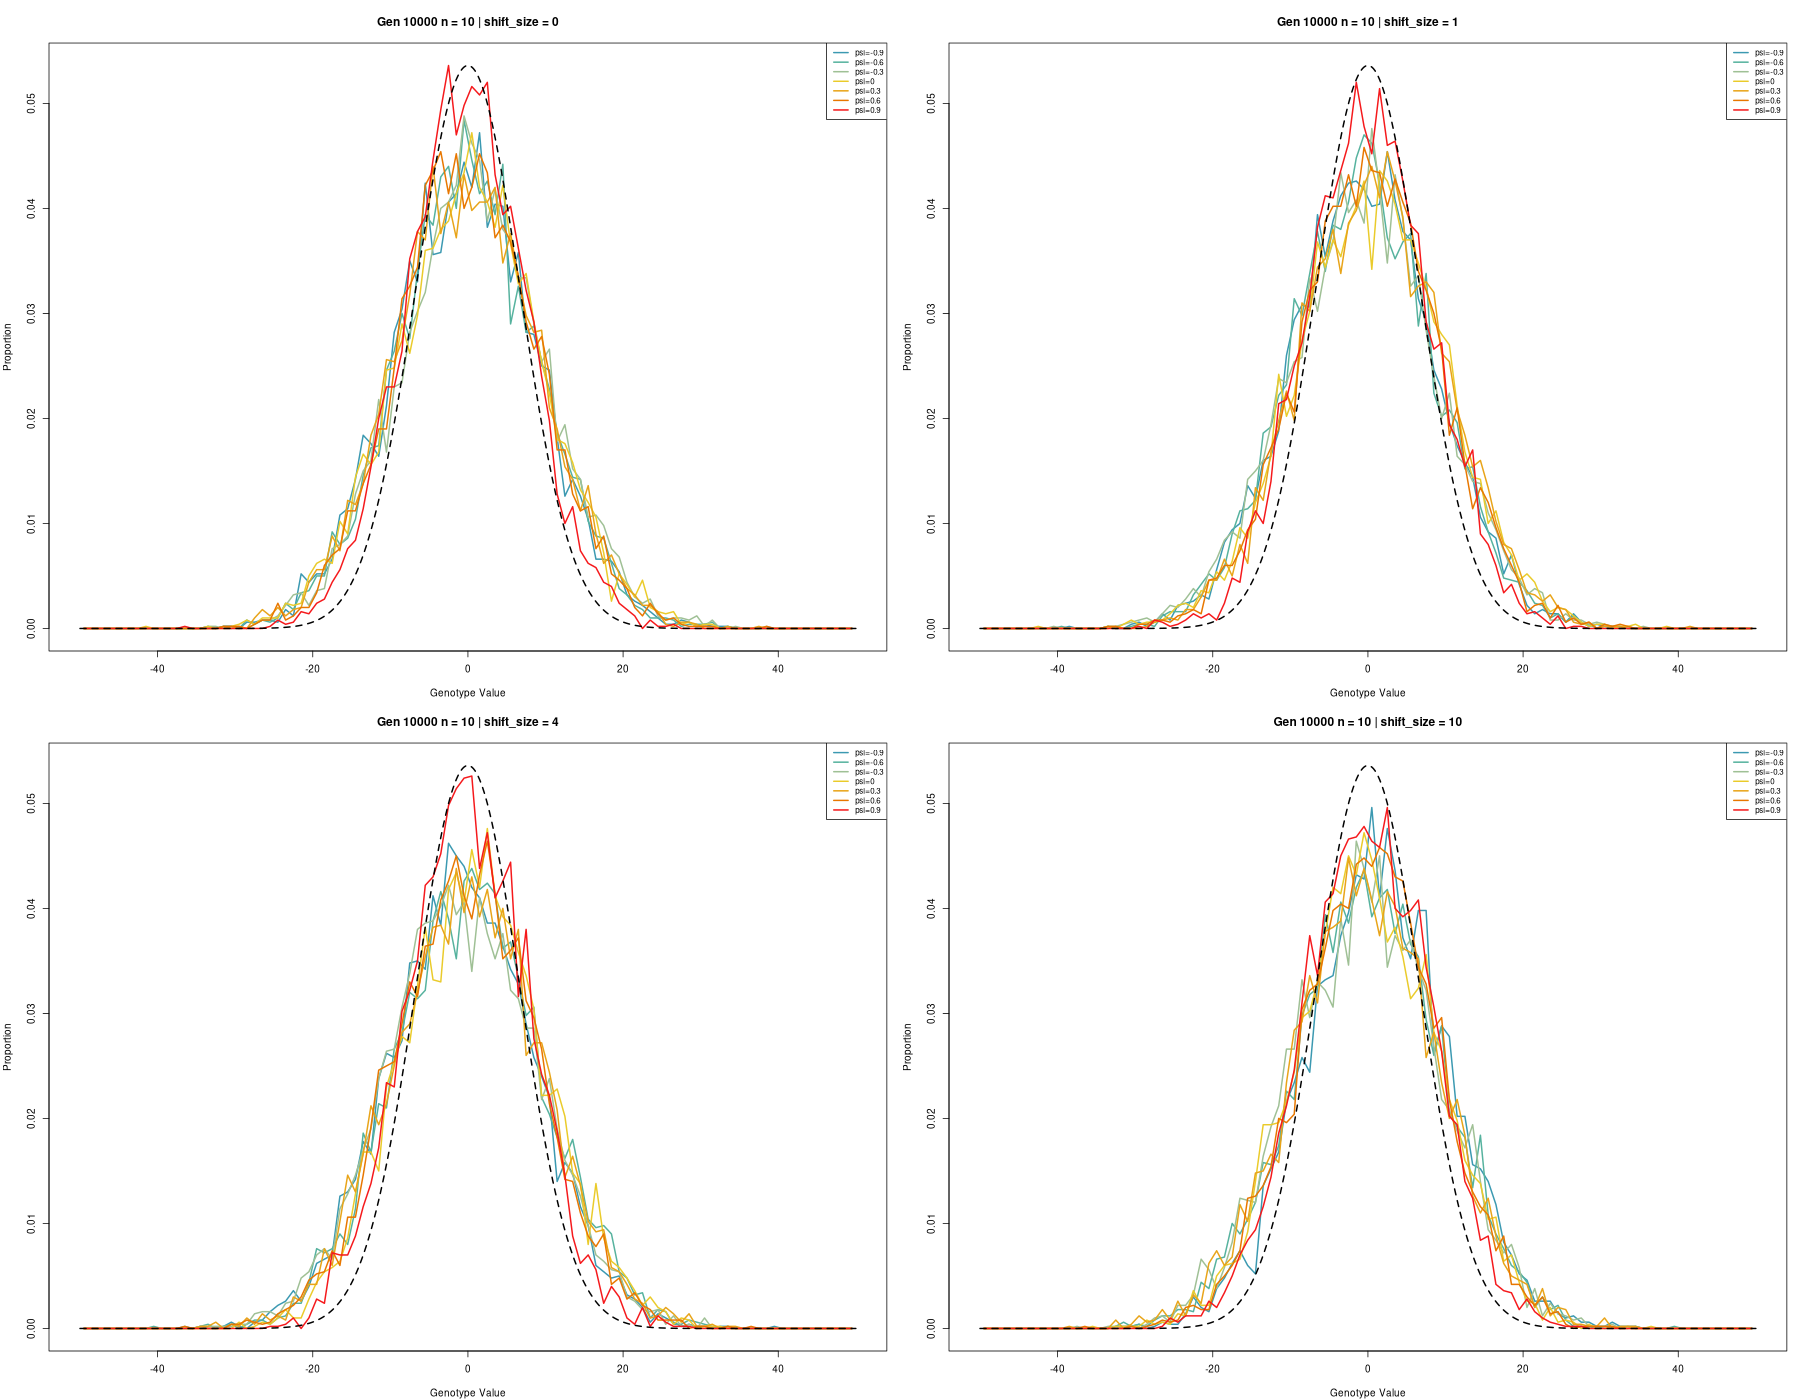 Gen 10000 n = 10 | shift_size = 0
psi=-0.9
psi=-0.6
psi=-0.3
psi=0
psi=0.3
psi=0.6
psi=0.9
Proportion
0.05
0.04
0.03
0.02
0.01
0.00
-40 -20 0 20 40
Genotype Value
Gen 10000 n = 10 | shift_size = 1
psi=-0.9
psi=-0.6
psi=-0.3
psi=0
psi=0.3
psi=0.6
psi=0.9
Proportion
0.05
0.04
0.03
0.02
0.01
0.00
-40 -20 0 20 40
Genotype Value
Gen 10000 n = 10 | shift_size = 4
psi=-0.9
psi=-0.6
psi=-0.3
psi=0
psi=0.3
psi=0.6
psi=0.9
Proportion
0.05
0.04
0.03
0.02
0.01
0.00
-40 -20 0 20 40
Genotype Value
Gen 10000 n = 10 | shift_size = 10
psi=-0.9
psi=-0.6
psi=-0.3
psi=0
psi=0.3
psi=0.6
psi=0.9
Proportion
0.05
0.04
0.03
0.02
0.01
0.00
-40 -20 0 20 40
Genotype Value